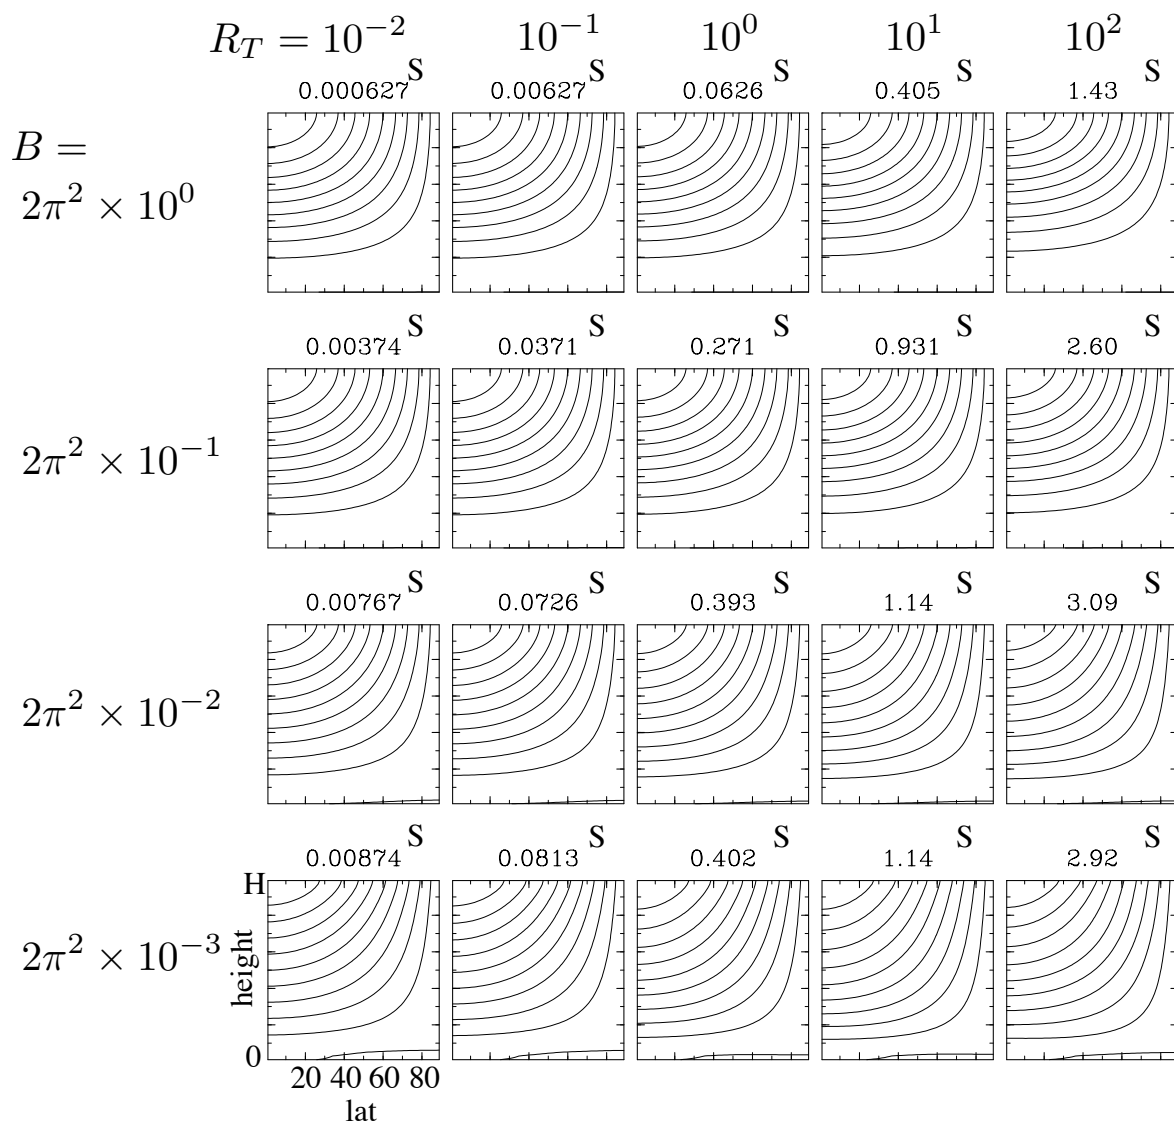 R_T = 10^{-2} 10^{-1} 10^0 10^1 10^2
S S S S S
0.000627 0.00627 0.0626 0.405 1.43
B =
2π^2 × 10^0
S S S S S
0.00374 0.0371 0.271 0.931 2.60
2π^2 × 10^{-1}
S S S S S
0.00767 0.0726 0.393 1.14 3.09
2π^2 × 10^{-2}
S S S S S
0.00874 0.0813 0.402 1.14 2.92
H
2π^2 × 10^{-3}
height
0
20 40 60 80
lat